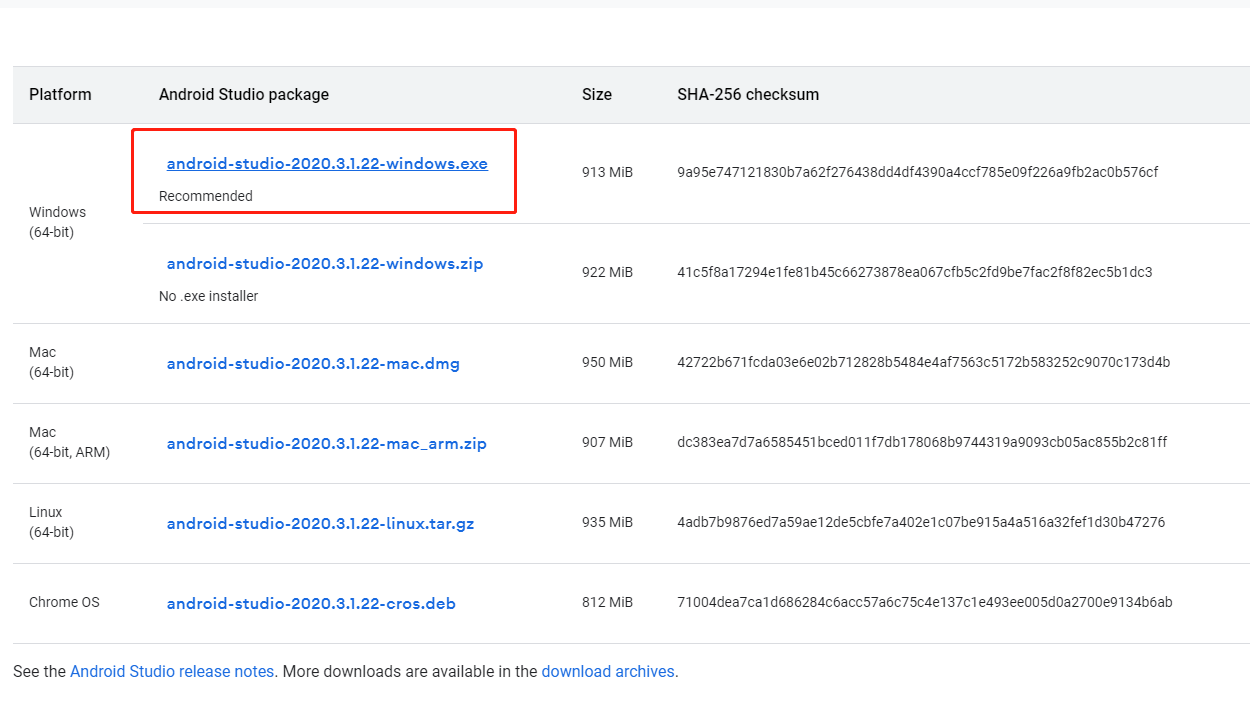 Platform Android Studio package Size SHA-256 checksum
android-studio-2020.3.1.22-windows.exe 913 MiB 9a95e747121830b7a62f276438dd4df4390a4ccf785e09f226a9fb2ac0b576cf
Recommended
Windows
(64-bit)
android-studio-2020.3.1.22-windows.zip 922 MiB 41c5f8a17294e1fe81b45c66273878ea067cfb5c2fd9be7fac2f8f82ec5b1dc3
No .exe installer
Mac
(64-bit)
android-studio-2020.3.1.22-mac.dmg 950 MiB 42722b671fcda03e6e02b712828b5484e4af7563c5172b583252c9070c173d4b
Mac
(64-bit, ARM)
android-studio-2020.3.1.22-mac_arm.zip 907 MiB dc383ea7d7a6585451bced011f7db178068b9744319a9093cb05ac855b2c81ff
Linux
(64-bit)
android-studio-2020.3.1.22-linux.tar.gz 935 MiB 4adb7b9876ed7a59ae12de5cbfe7a402e1c07be915a4a516a32fef1d30b47276
Chrome OS android-studio-2020.3.1.22-cros.deb 812 MiB 71004dea7ca1d686284c6acc57a6c75c4e137c1e493ee005d0a2700e9134b6ab
See the Android Studio release notes. More downloads are available in the download archives.